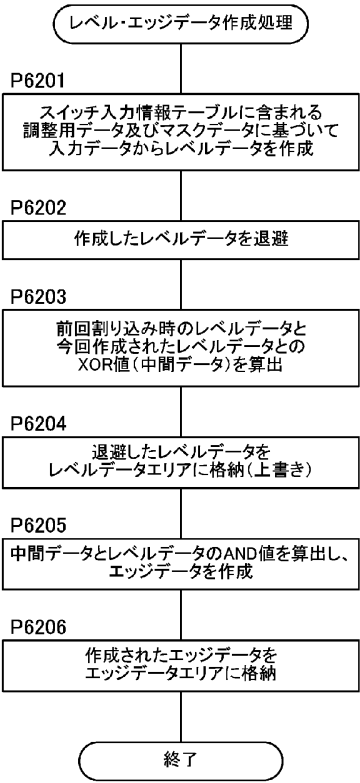 レベル・エッジデータ作成処理
P6201
スイッチ入力情報テーブルに含まれる
調整用データ及びマスクデータに基づいて
入力データからレベルデータを作成
P6202
作成したレベルデータを退避
P6203
前回割り込み時のレベルデータと
今回作成されたレベルデータとの
XOR値（中間データ）を算出
P6204
退避したレベルデータを
レベルデータエリアに格納（上書き）
P6205
中間データとレベルデータのAND値を算出し、
エッジデータを作成
P6206
作成されたエッジデータを
エッジデータエリアに格納
終了